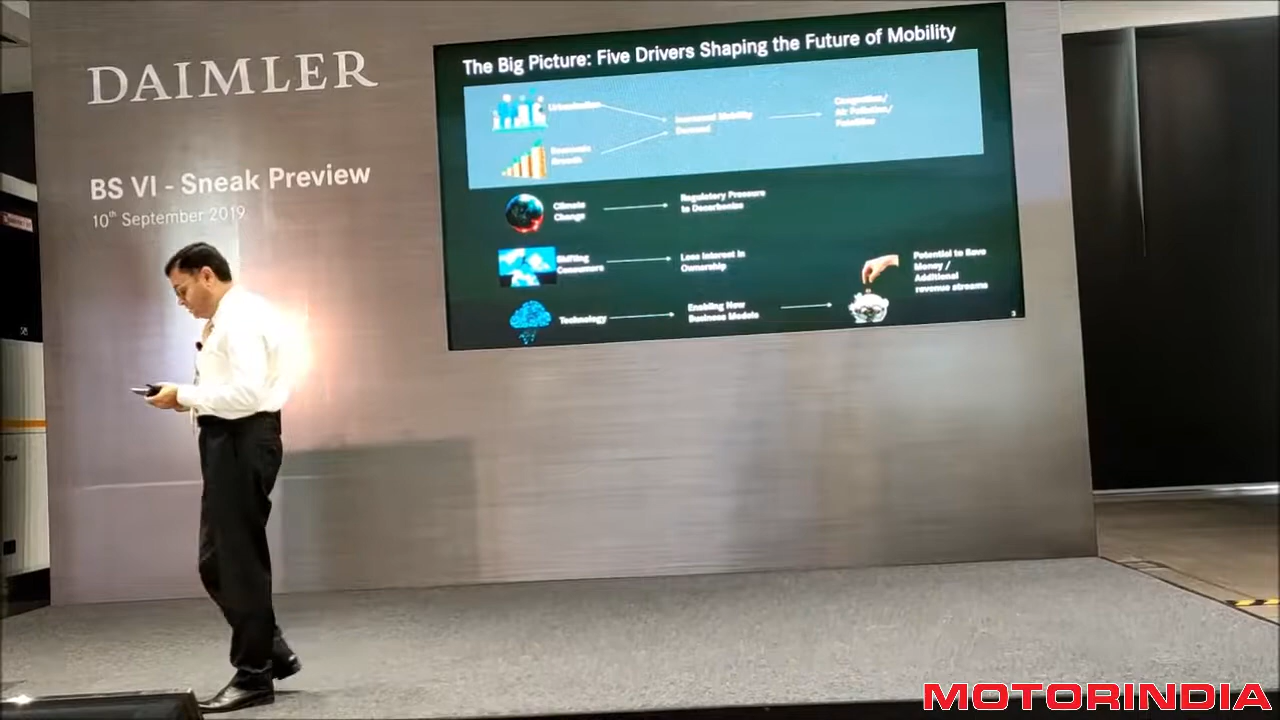 DAIMLER
BS VI - Sneak Preview
10th September 2019
The Big Picture: Five Drivers Shaping the Future of Mobility
Urbanization
Economic
Growth
Increased Mobility
Demand
Congestion/
Air Pollution/
Fatalities
Climate
Change
Regulatory Pressure
to Decarbonize
Shifting
Consumers
Less Interest in
Ownership
Technology
Enabling New
Business Models
Potential to Save
Money /
Additional
revenue streams
3
MOTORINDIA